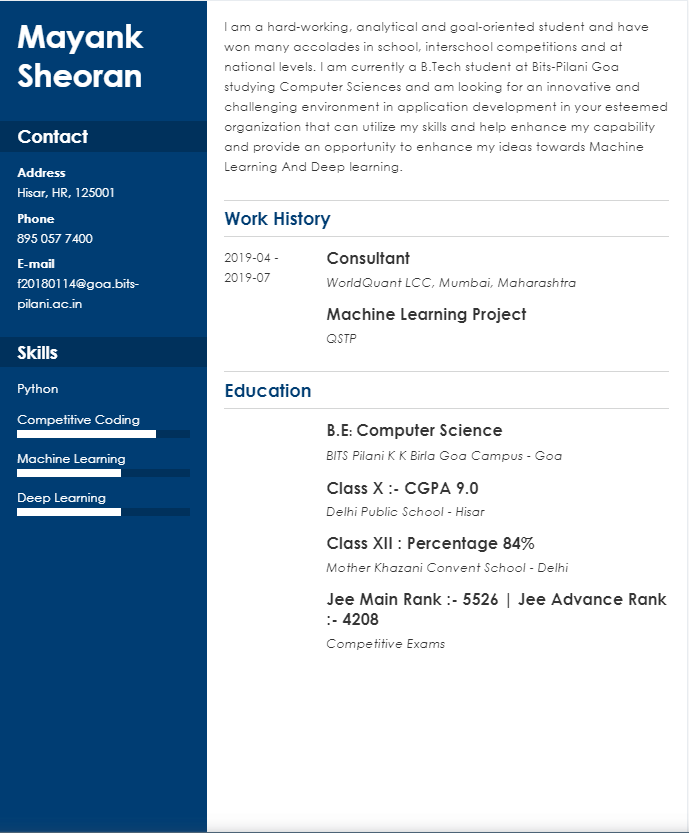 Mayank
Sheoran
Contact
Address
Hisar, HR, 125001
Phone
895 057 7400
E-mail
f20180114@goa.bits-
pilani.ac.in
Skills
Python
Competitive Coding
Machine Learning
Deep Learning
I am a hard-working, analytical and goal-oriented student and have
won many accolades in school, interschool competitions and at
national levels. I am currently a B.Tech student at Bits-Pilani Goa
studying Computer Sciences and am looking for an innovative and
challenging environment in application development in your esteemed
organization that can utilize my skills and help enhance my capability
and provide an opportunity to enhance my ideas towards Machine
Learning And Deep learning.
Work History
2019-04 -
2019-07
Consultant
WorldQuant LCC, Mumbai, Maharashtra
Machine Learning Project
QSTP
Education
B.E: Computer Science
BITS Pilani K K Birla Goa Campus - Goa
Class X :- CGPA 9.0
Delhi Public School - Hisar
Class XII : Percentage 84%
Mother Khazani Convent School - Delhi
Jee Main Rank :- 5526 | Jee Advance Rank
:- 4208
Competitive Exams